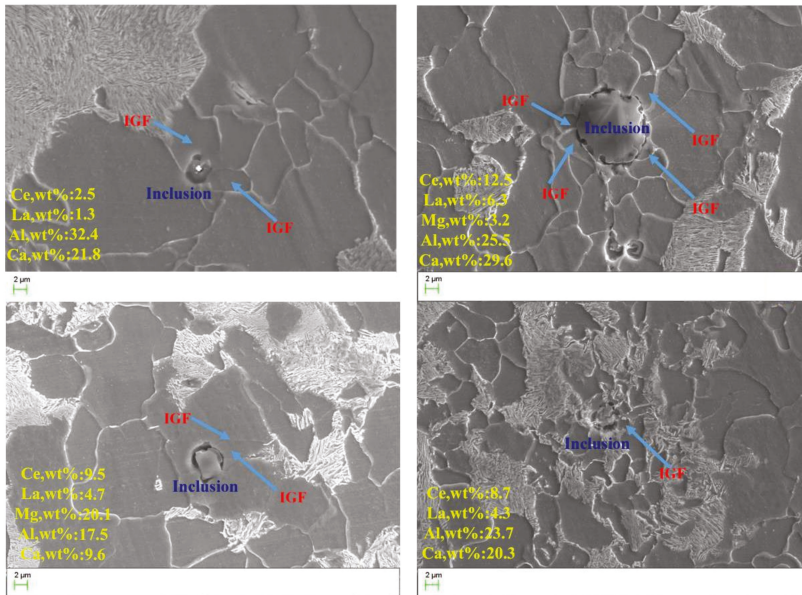 IGF
Inclusion
IGF
Ce,wt%:2.5
La,wt%:1.3
Al,wt%:32.4
Ca,wt%:21.8
2 μm
IGF
Inclusion
IGF
IGF
IGF
Ce,wt%:12.5
La,wt%:6.3
Mg,wt%:3.2
Al,wt%:25.5
Ca,wt%:29.6
2 μm
IGF
Inclusion
IGF
Ce,wt%:9.5
La,wt%:4.7
Mg,wt%:20.1
Al,wt%:17.5
Ca,wt%:9.6
2 μm
Inclusion
IGF
Ce,wt%:8.7
La,wt%:4.3
Al,wt%:23.7
Ca,wt%:20.3
2 μm